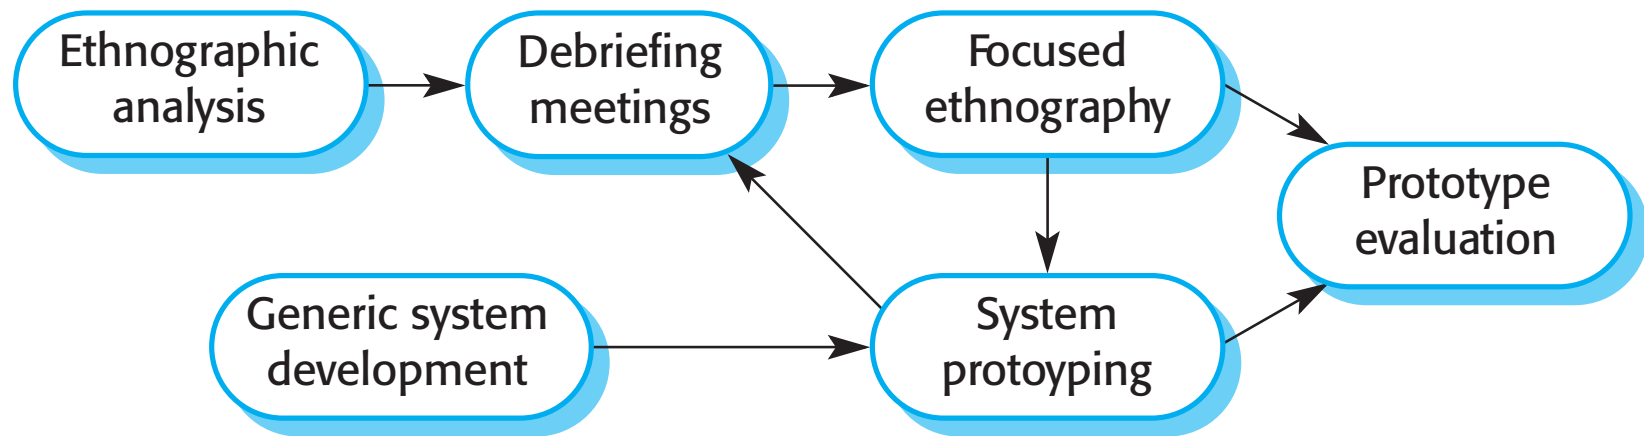 Ethnographic
analysis
Debriefing
meetings
Focused
ethnography
Prototype
evaluation
Generic system
development
System
protoyping